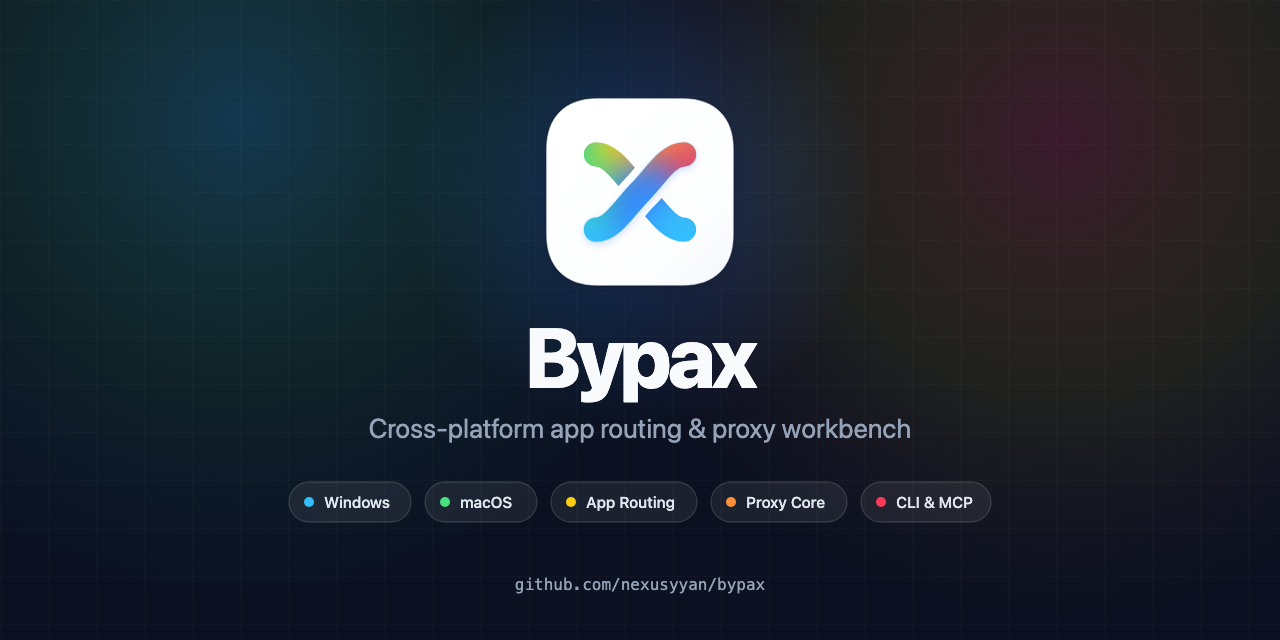 Bypax
Cross-platform app routing & proxy workbench
Windows macOS App Routing Proxy Core CLI & MCP
github.com/nexusyyan/bypax